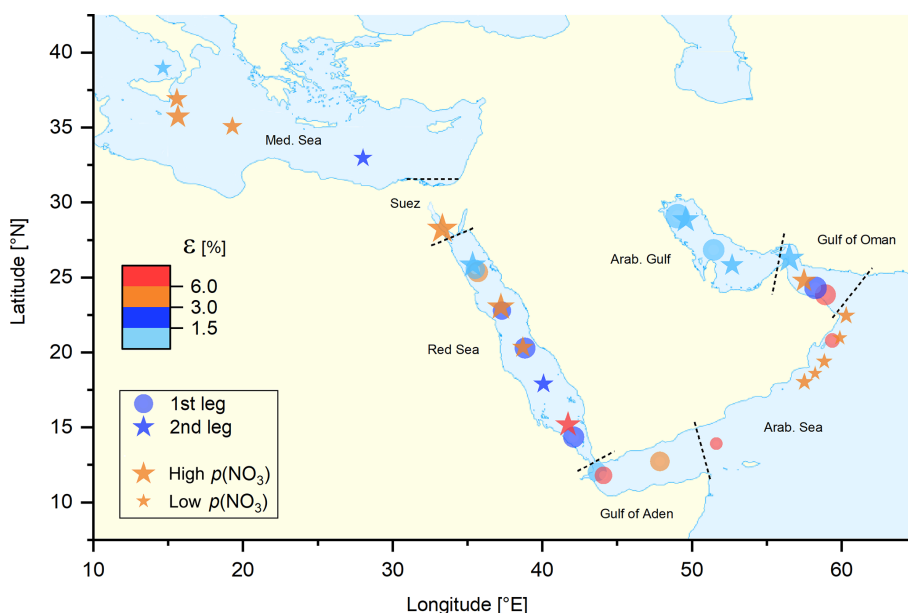 40
35
30
25
20
15
10
Latitude [°N]
10
20
30
40
50
60
Longitude [°E]
Med. Sea
Suez
Gulf of Oman
Arab. Gulf
Red Sea
Arab. Sea
Gulf of Aden
ε [%]
6.0
3.0
1.5
1st leg
2nd leg
High p(NO₃)
Low p(NO₃)